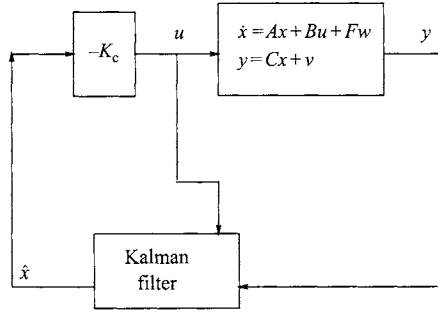 –K_c
u
ẋ = Ax + Bu + Fw
y = Cx + v
y
Kalman
filter
x̂